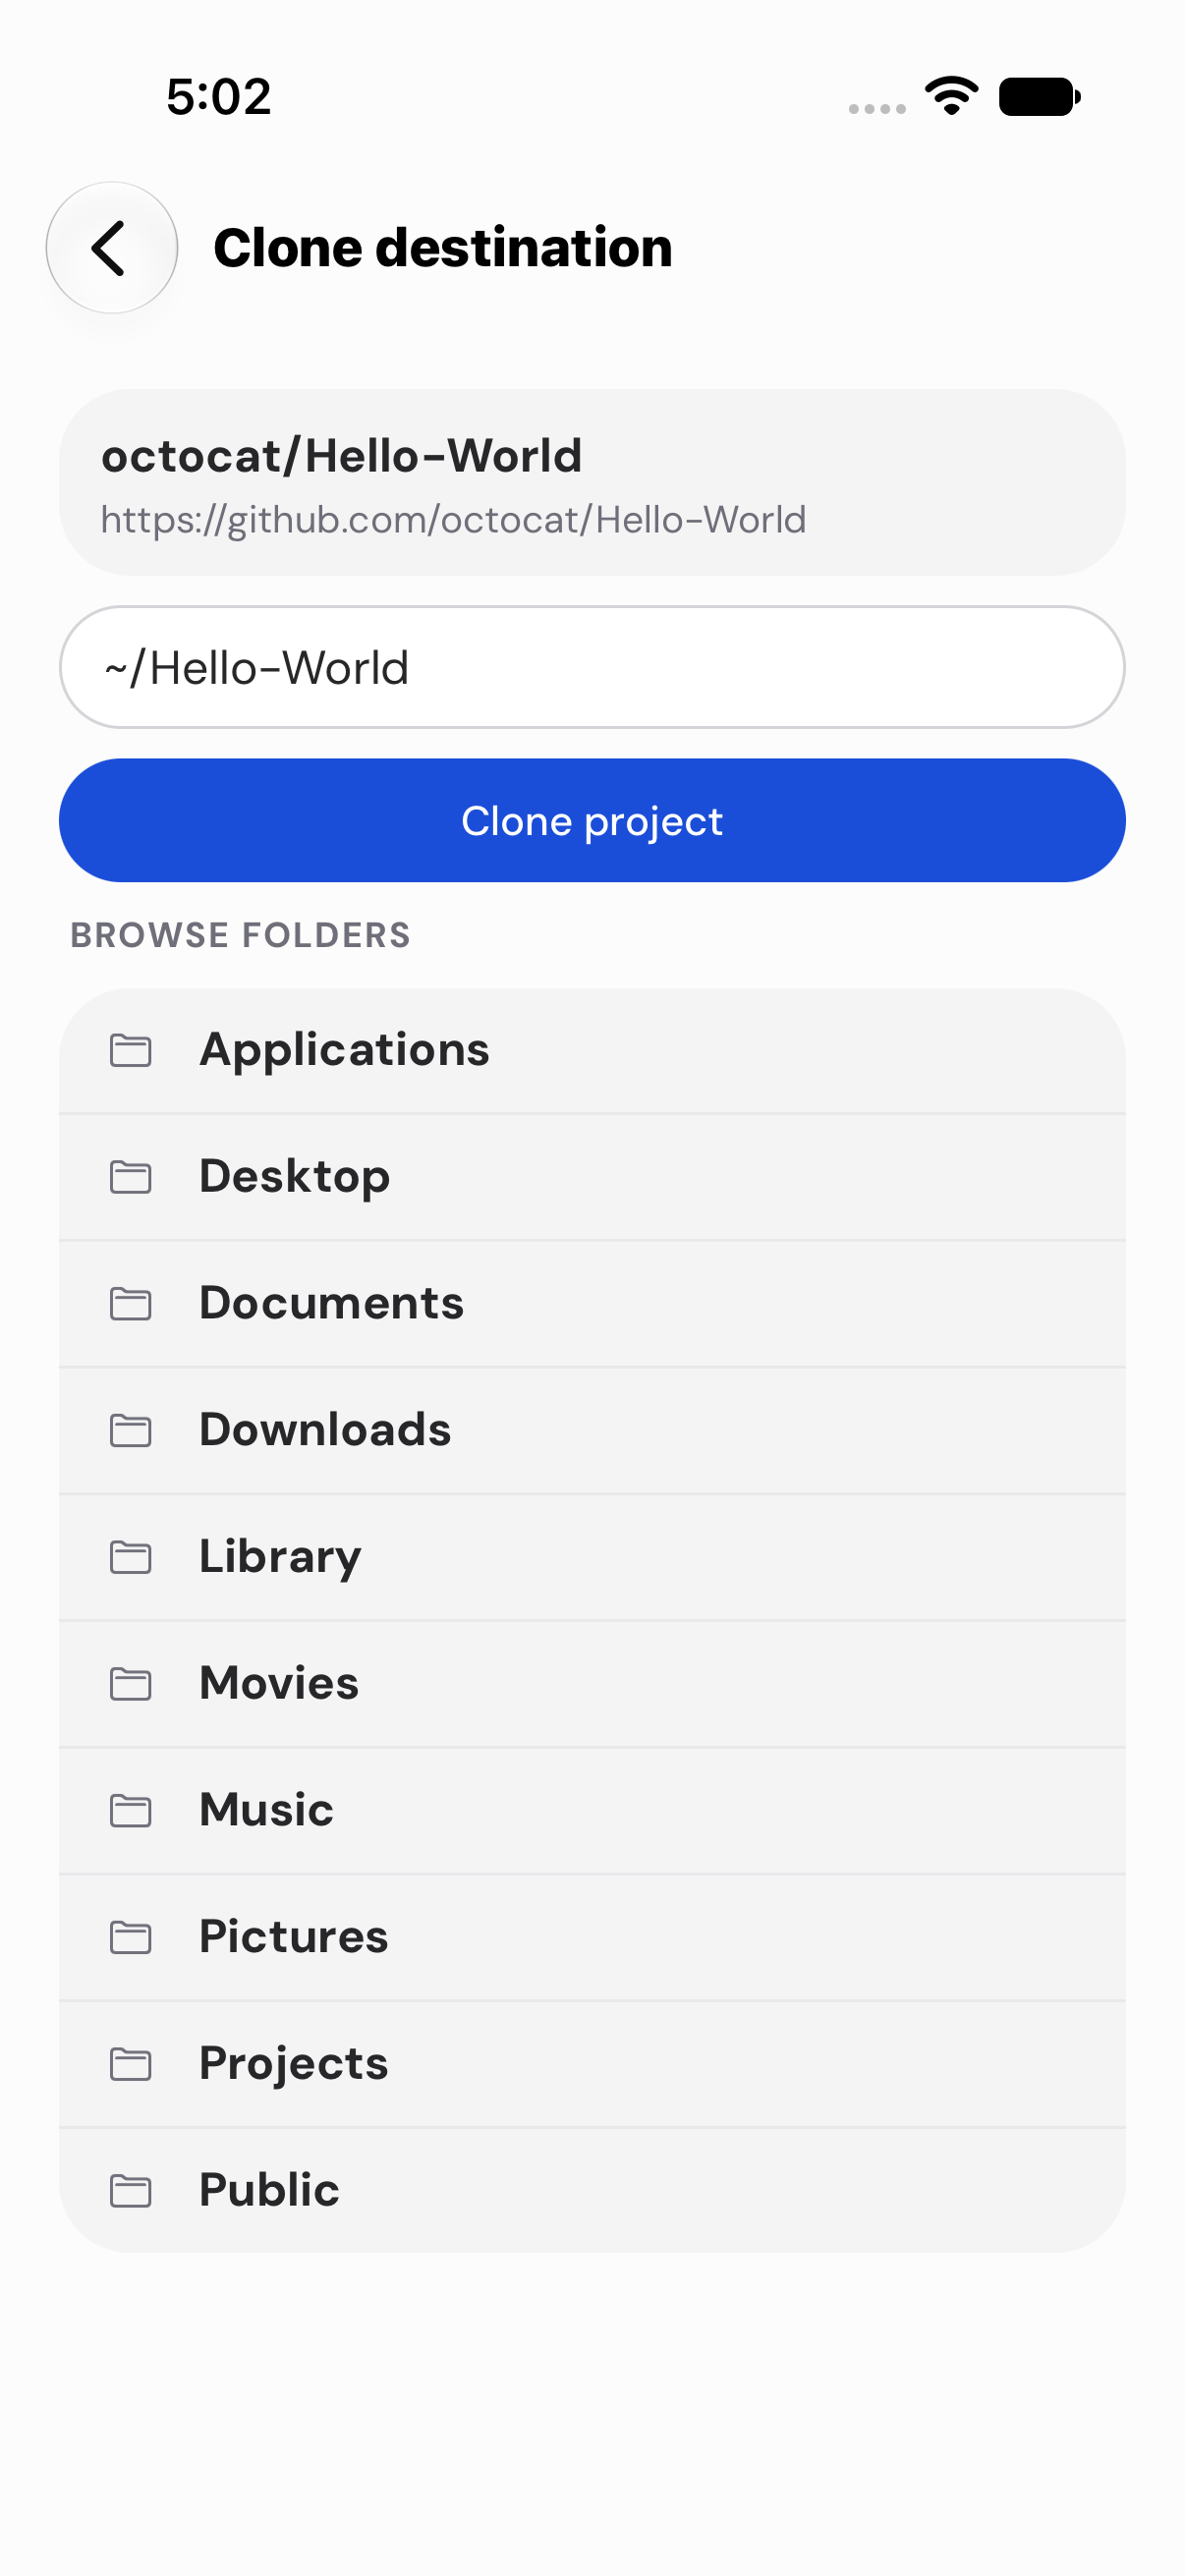 5:02
Clone destination
octocat/Hello-World
https://github.com/octocat/Hello-World
~/Hello-World
Clone project
BROWSE FOLDERS
Applications
Desktop
Documents
Downloads
Library
Movies
Music
Pictures
Projects
Public